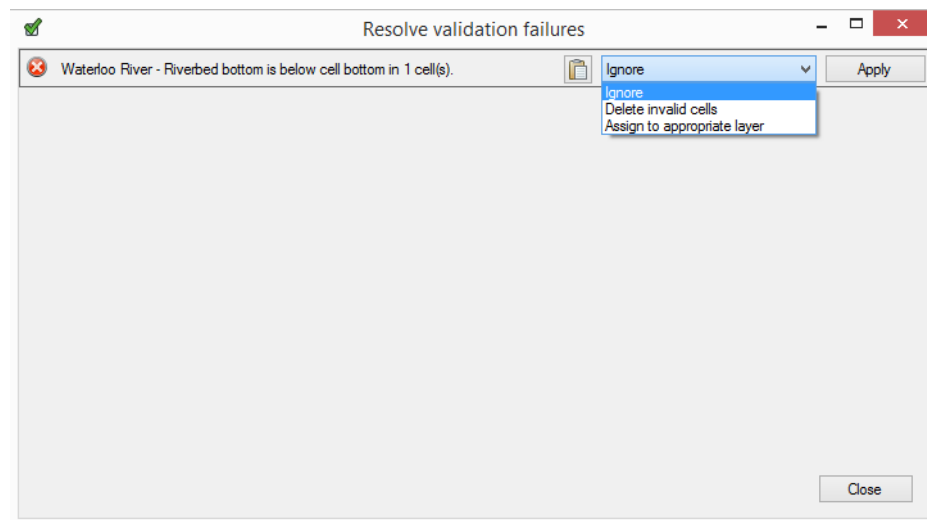 Resolve validation failures
Waterloo River - Riverbed bottom is below cell bottom in 1 cell(s).
Ignore
Apply
Ignore
Delete invalid cells
Assign to appropriate layer
Close